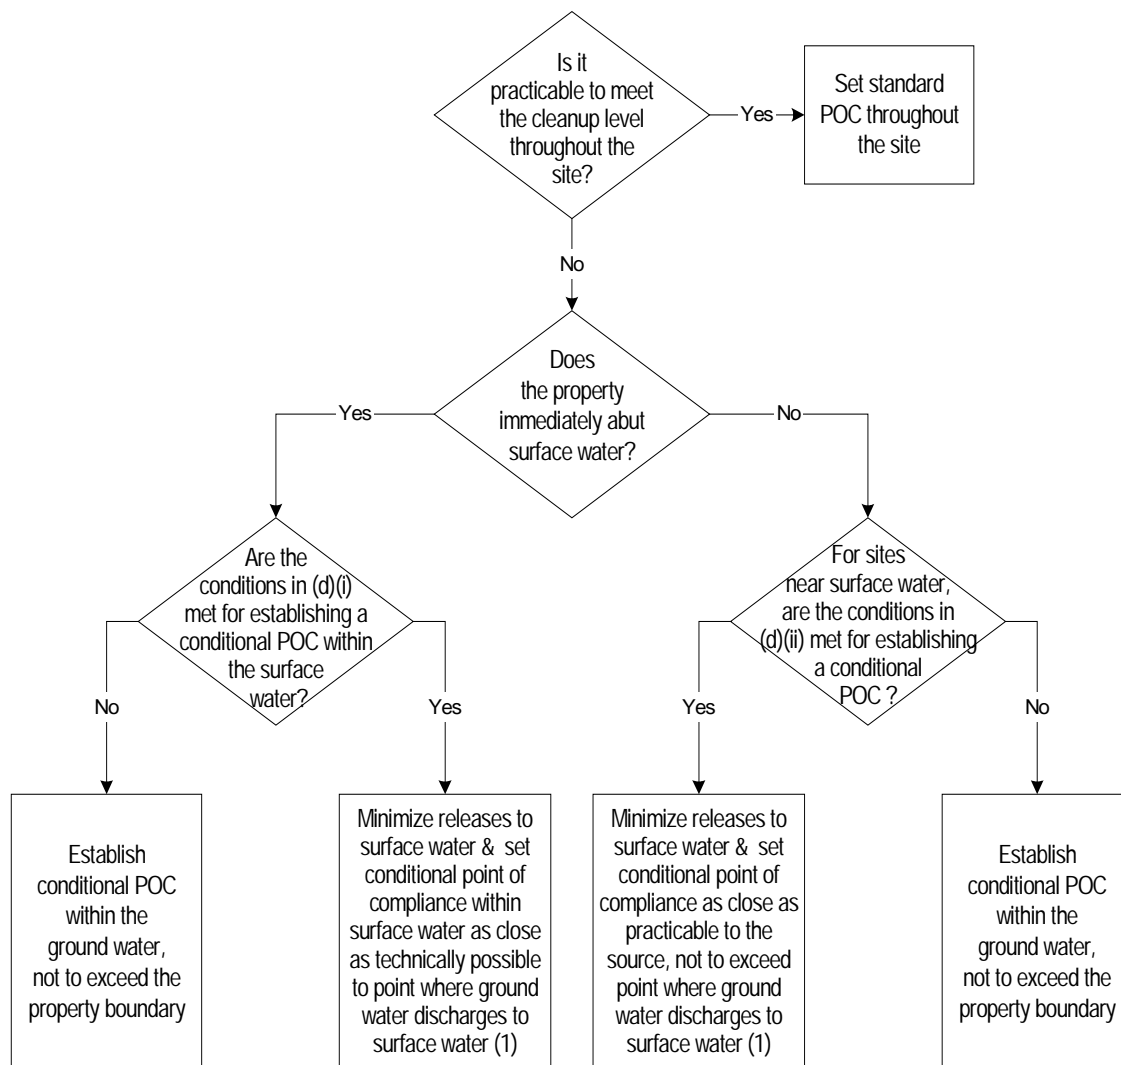 Is it
practicable to meet
the cleanup level
throughout the
site?
Yes
Set standard
POC throughout
the site
No
Does
the property
immediately abut
surface water?
Yes
No
Are the
conditions in (d)(i)
met for establishing a
conditional POC within
the surface
water?
For sites
near surface water,
are the conditions in
(d)(ii) met for establishing
a conditional
POC ?
No
Yes
Yes
No
Establish
conditional POC
within the
ground water,
not to exceed the
property boundary
Minimize releases to
surface water & set
conditional point of
compliance within
surface water as close
as technically possible
to point where ground
water discharges to
surface water (1)
Minimize releases to
surface water & set
conditional point of
compliance as close as
practicable to the
source, not to exceed
point where ground
water discharges to
surface water (1)
Establish
conditional POC
within the
ground water,
not to exceed the
property boundary